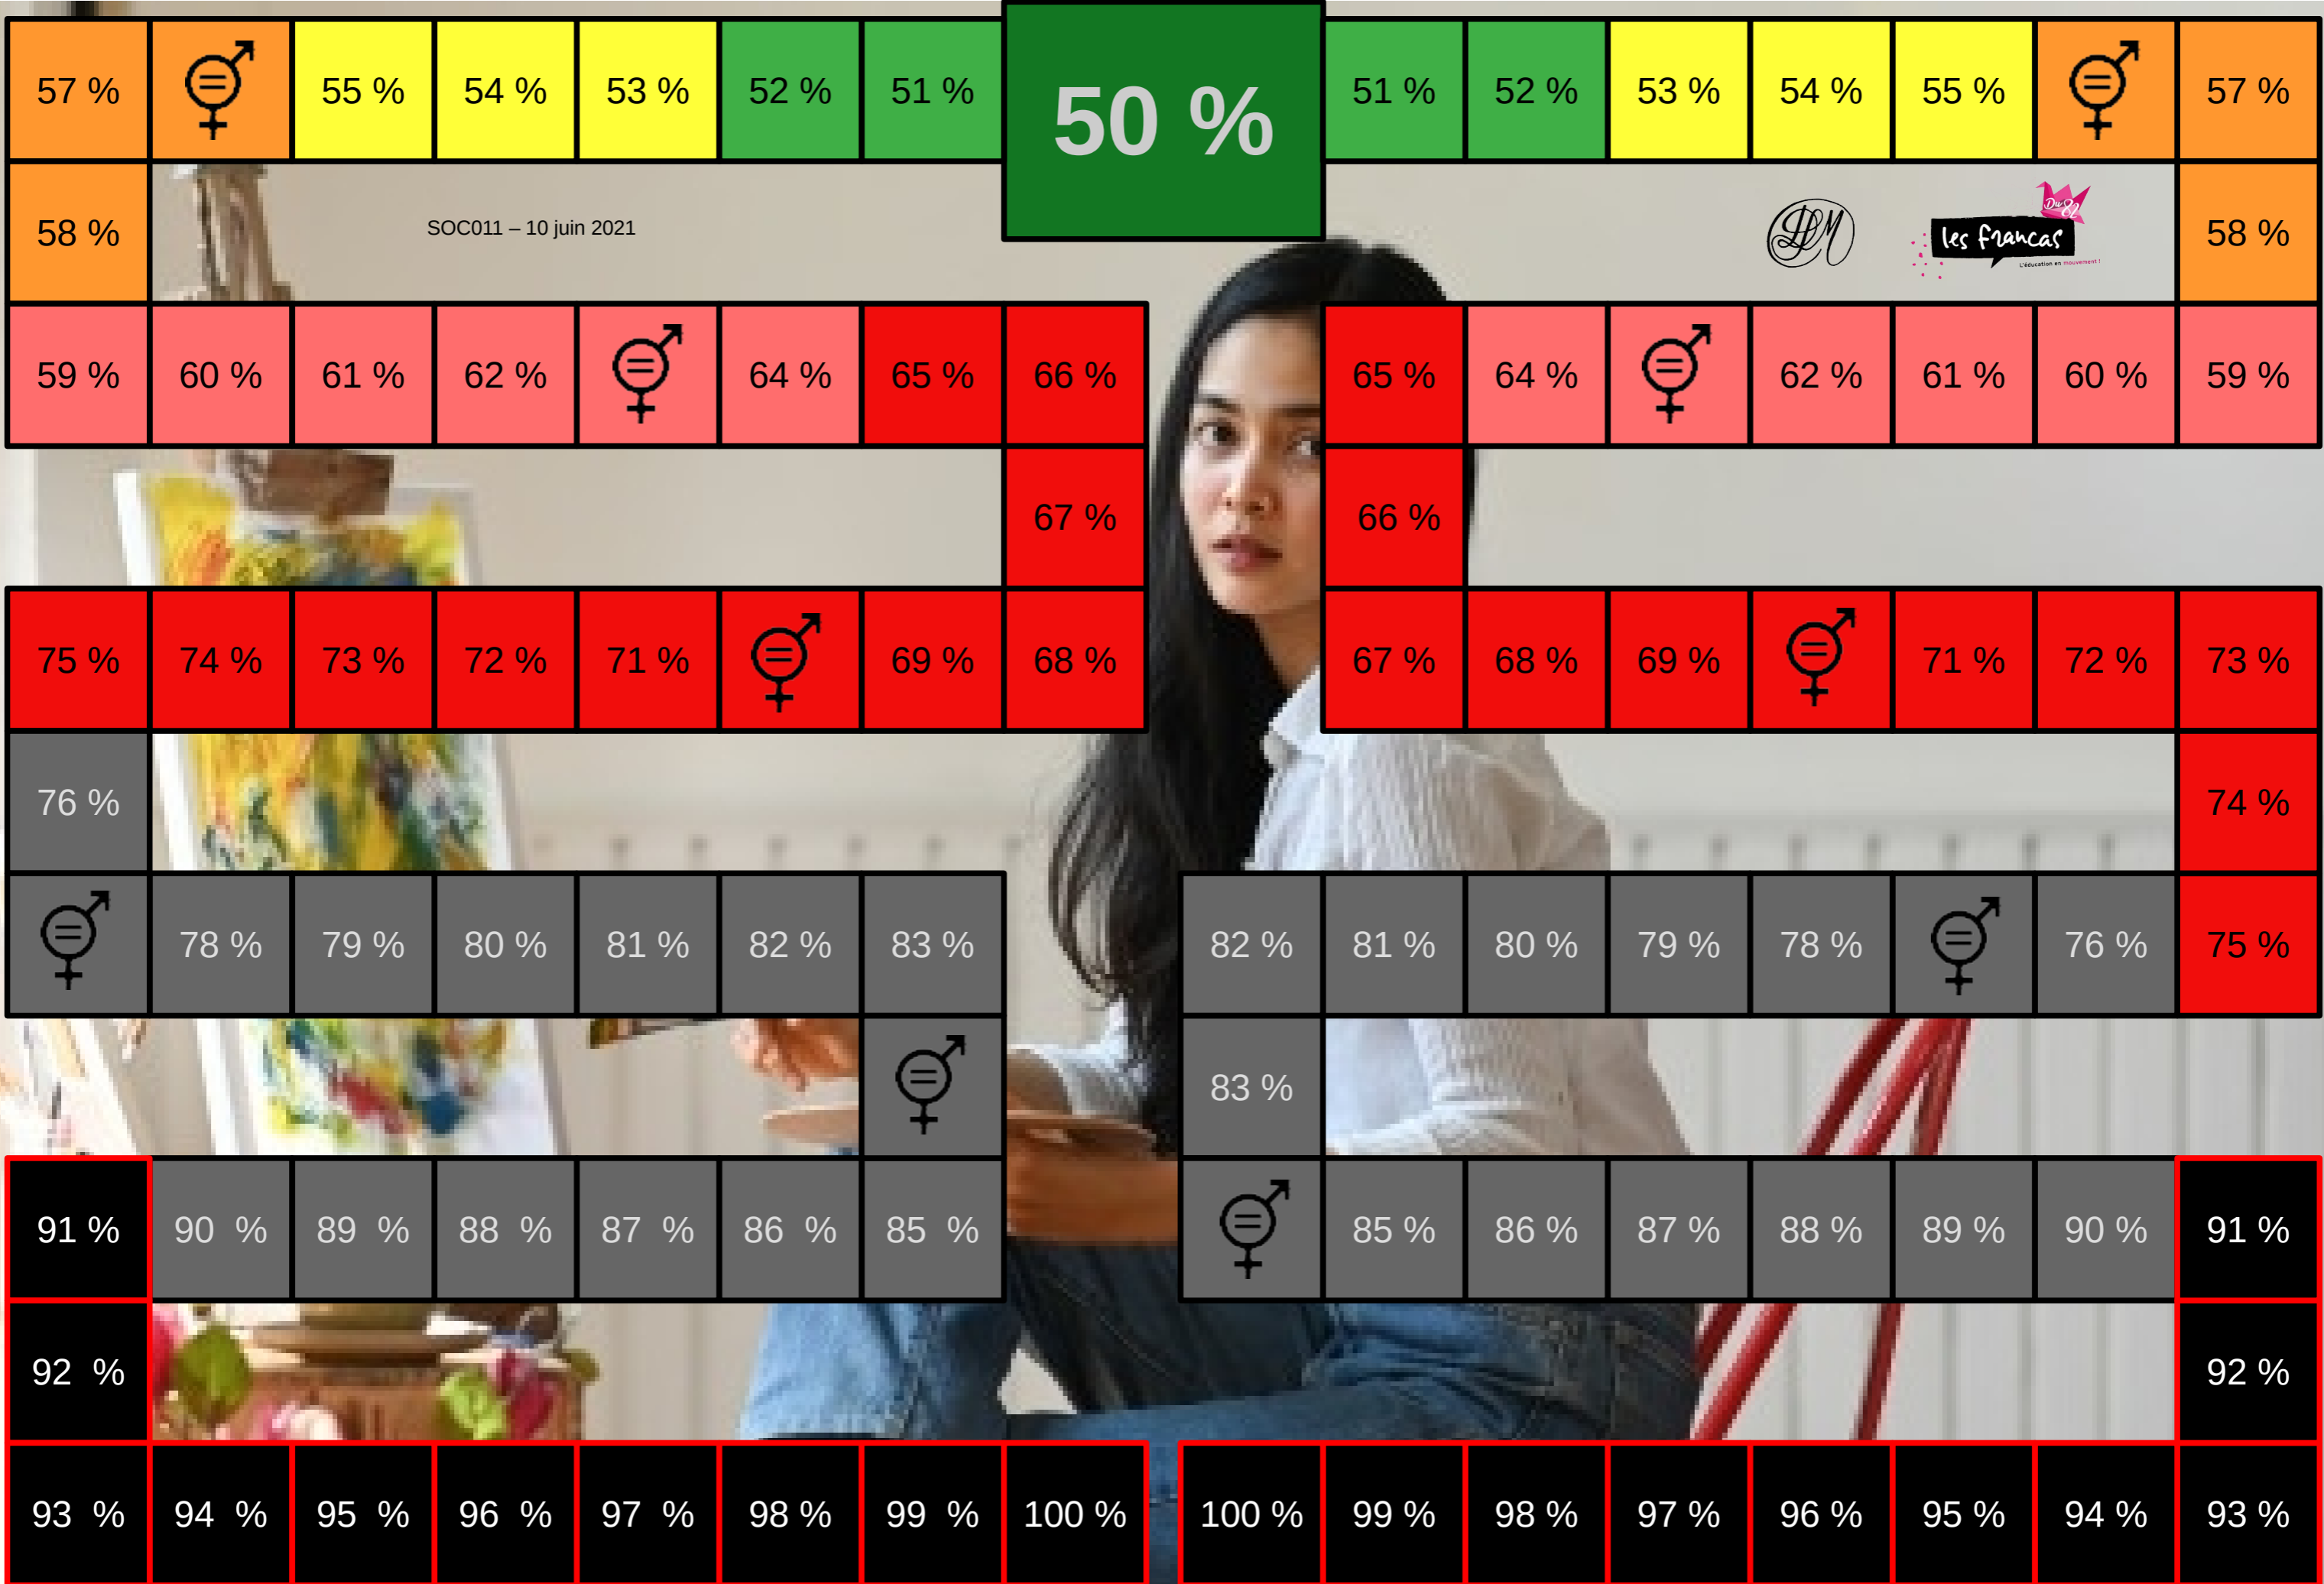 57 % 55 % 54 % 53 % 52 % 51 % 50 % 51 % 52 % 53 % 54 % 55 % 57 %
58 % SOC011 – 10 juin 2021 Du 82 58 %
les francas
L'éducation en mouvement !
59 % 60 % 61 % 62 % 64 % 65 % 66 % 65 % 64 % 62 % 61 % 60 % 59 %
67 % 66 %
75 % 74 % 73 % 72 % 71 % 69 % 68 % 67 % 68 % 69 % 71 % 72 % 73 %
76 % 74 %
78 % 79 % 80 % 81 % 82 % 83 % 82 % 81 % 80 % 79 % 78 % 76 % 75 %
83 %
91 % 90 % 89 % 88 % 87 % 86 % 85 % 85 % 86 % 87 % 88 % 89 % 90 % 91 %
92 % 92 %
93 % 94 % 95 % 96 % 97 % 98 % 99 % 100 % 100 % 99 % 98 % 97 % 96 % 95 % 94 % 93 %